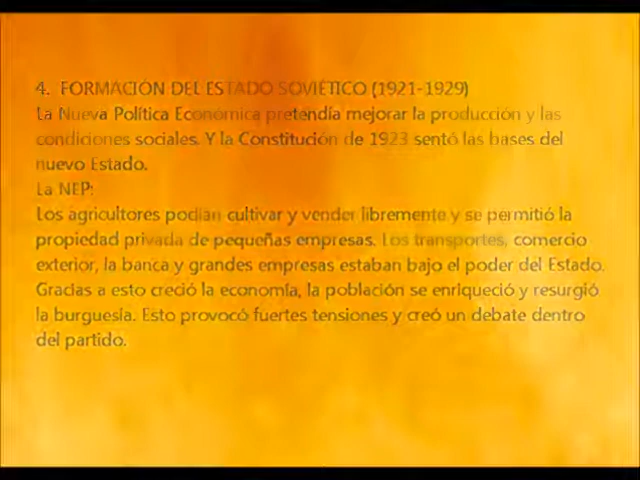 4. FORMACIÓN DEL ESTADO SOVIÉTICO (1921-1929)
La Nueva Política Económica pretendía mejorar la producción y las
condiciones sociales. Y la Constitución de 1923 sentó las bases del
nuevo Estado.
La NEP:
Los agricultores podían cultivar y vender libremente y se permitió la
propiedad privada de pequeñas empresas. Los transportes, comercio
exterior, la banca y grandes empresas estaban bajo el poder del Estado.
Gracias a esto creció la economía, la población se enriqueció y resurgió
la burguesía. Esto provocó fuertes tensiones y creó un debate dentro
del partido.